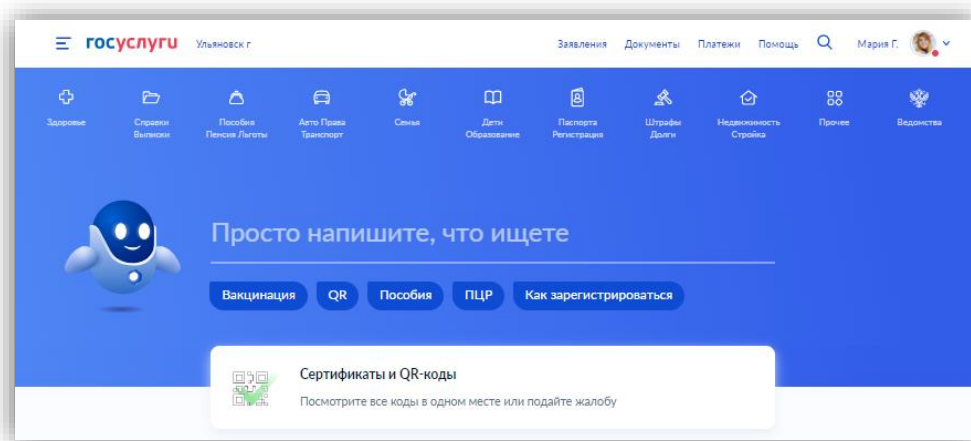 госуслуги Ульяновск г Заявления Документы Платежи Помощь Мария Г.
Здоровье
Справки
Выписки
Пособия
Пенсия Льготы
Авто Права
Транспорт
Семья
Дети
Образование
Паспорта
Регистрация
Штрафы
Долги
Недвижимость
Стройка
Прочее
Ведомства
Просто напишите, что ищете
Вакцинация QR Пособия ПЦР Как зарегистрироваться
Сертификаты и QR-коды
Посмотрите все коды в одном месте или подайте жалобу